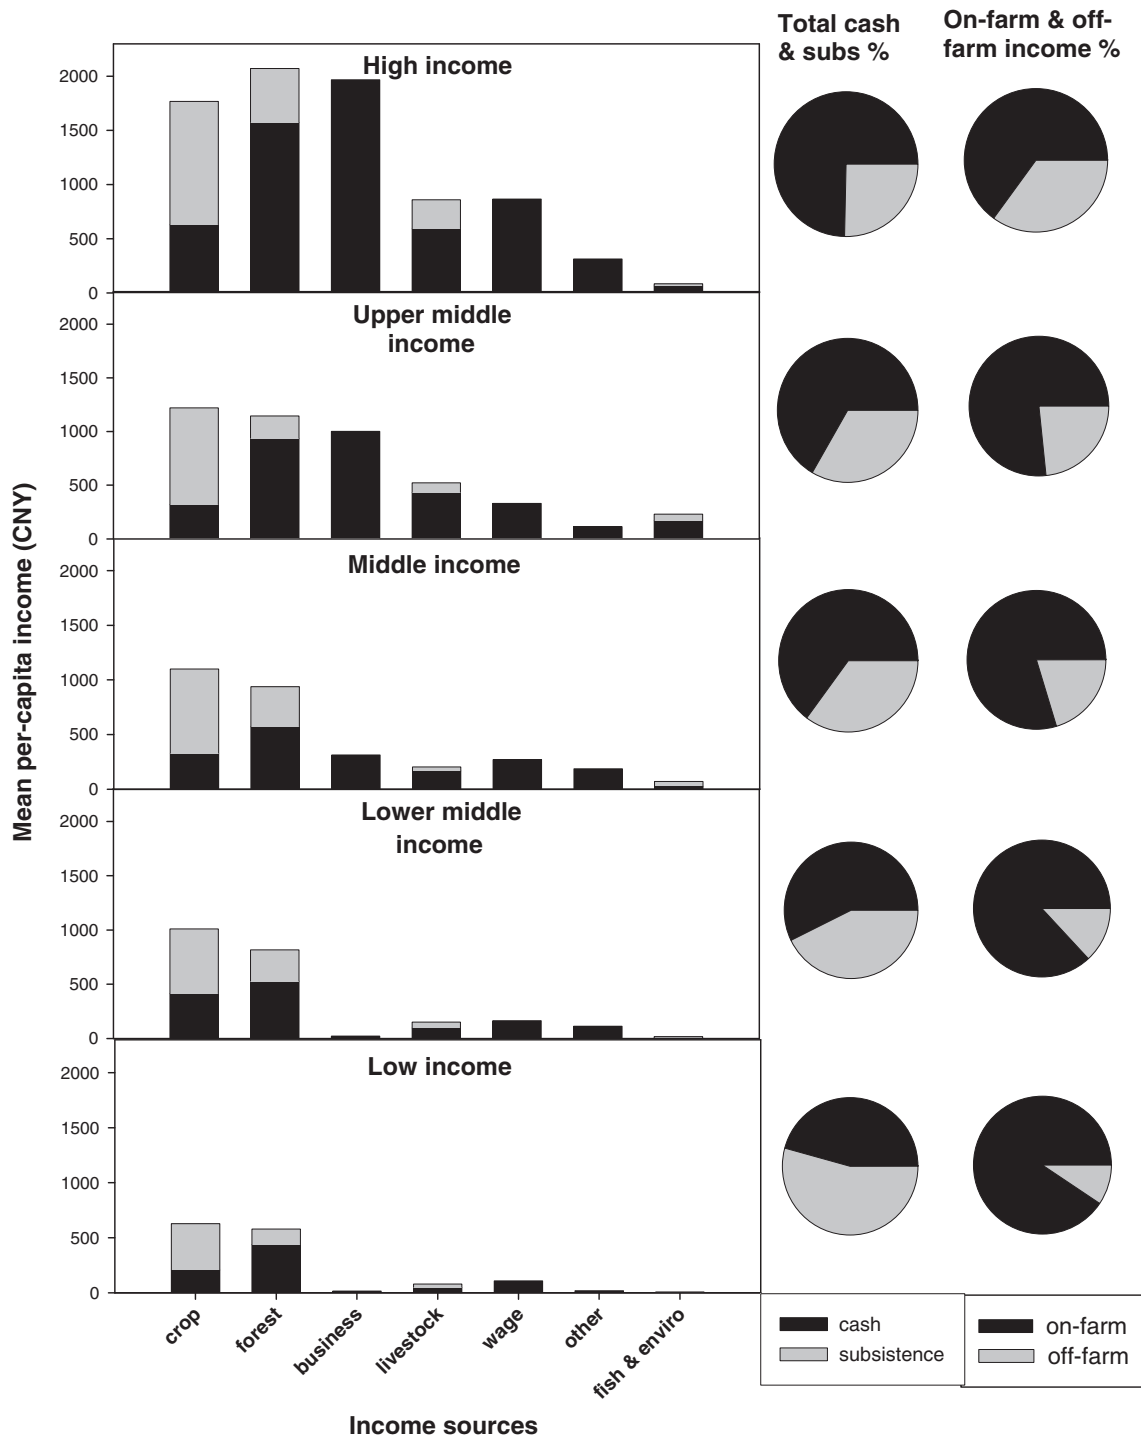 Total cash
& subs %
On-farm & off-
farm income %
High income
2000
1500
1000
500
0
Upper middle
income
2000
1500
1000
500
0
Middle income
2000
1500
1000
500
0
Lower middle
income
2000
1500
1000
500
0
Low income
2000
1500
1000
500
0
Mean per-capita income (CNY)
crop
forest
business
livestock
wage
other
fish & enviro
Income sources
cash
subsistence
on-farm
off-farm